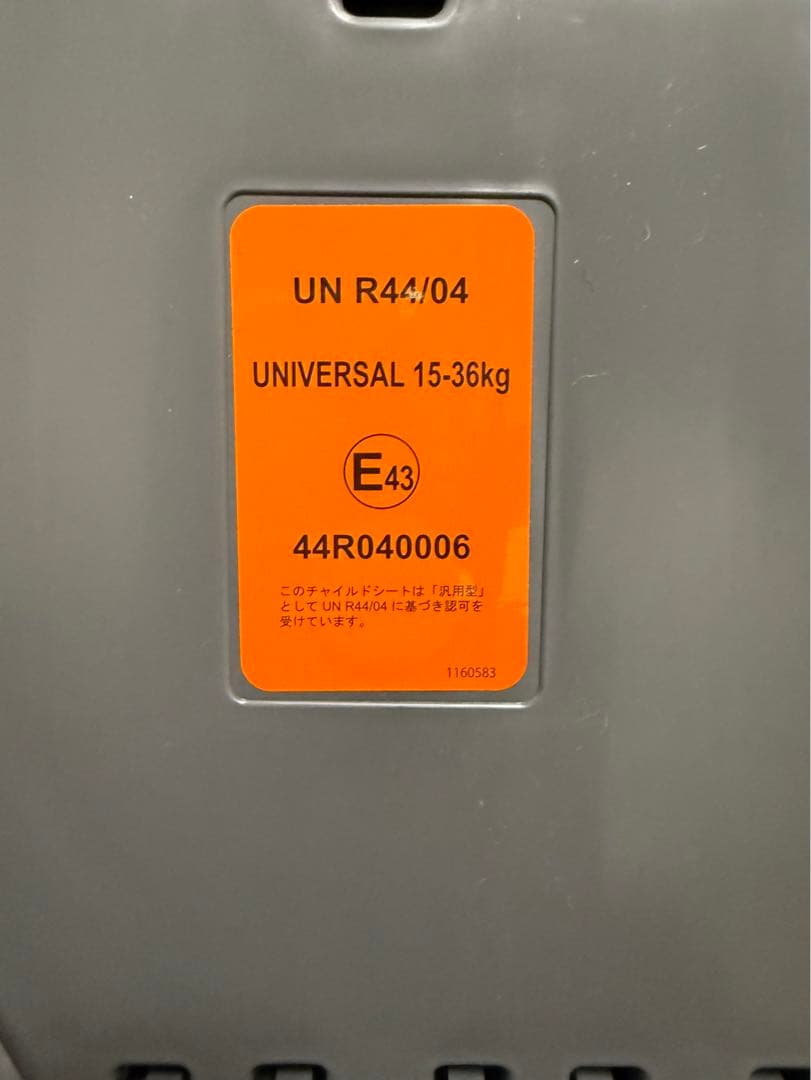 UN R44/04
UNIVERSAL 15-36kg
E43
44R040006
このチャイルドシートは「汎用型」
として UN R44/04 に基づき認可を
受けています。
1160583